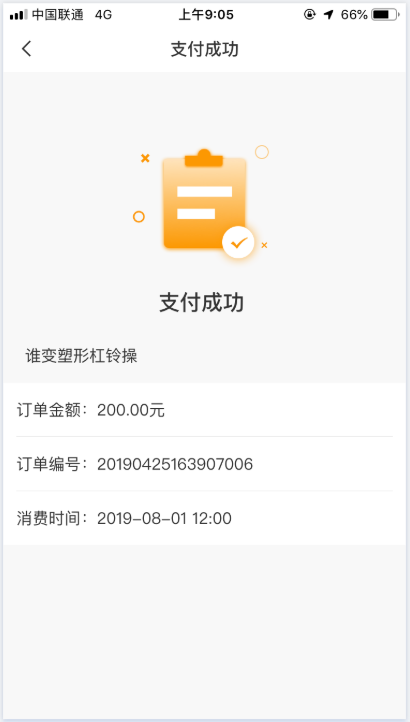 中国联通 4G 上午9:05 66%
支付成功
支付成功
谁变塑形杠铃操
订单金额：200.00元
订单编号：20190425163907006
消费时间：2019-08-01 12:00